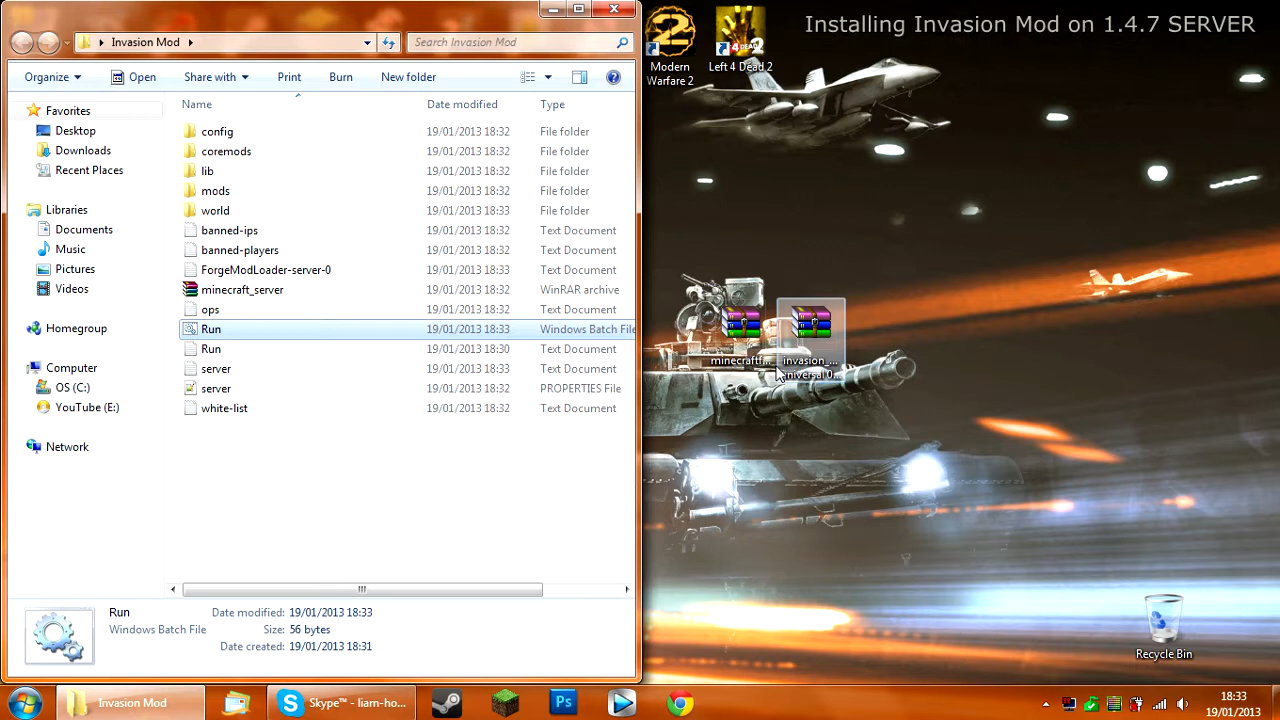 Installing Invasion Mod on 1.4.7 SERVER
Invasion Mod
Search Invasion Mod
Organize
Open
Share with
Print
Burn
New folder
Name
Date modified
Type
Favorites
Desktop
Downloads
Recent Places
Libraries
Documents
Music
Pictures
Videos
Homegroup
Computer
OS (C:)
YouTube (E:)
Network
config 19/01/2013 18:32 File folder
coremods 19/01/2013 18:32 File folder
lib 19/01/2013 18:32 File folder
mods 19/01/2013 18:32 File folder
world 19/01/2013 18:33 File folder
banned-ips 19/01/2013 18:32 Text Document
banned-players 19/01/2013 18:32 Text Document
ForgeModLoader-server-0 19/01/2013 18:33 Text Document
minecraft_server 19/01/2013 18:32 WinRAR archive
ops 19/01/2013 18:32 Text Document
Run 19/01/2013 18:33 Windows Batch File
Run 19/01/2013 18:30 Text Document
server 19/01/2013 18:33 Text Document
server 19/01/2013 18:32 PROPERTIES File
white-list 19/01/2013 18:32 Text Document
Run
Windows Batch File
Date modified: 19/01/2013 18:33
Size: 56 bytes
Date created: 19/01/2013 18:31
Modern
Warfare 2
Left 4 Dead 2
minecraftf...
invasion_...
Recycle Bin
Invasion Mod
Skype™ - liam-ho...
Ps
18:33
19/01/2013